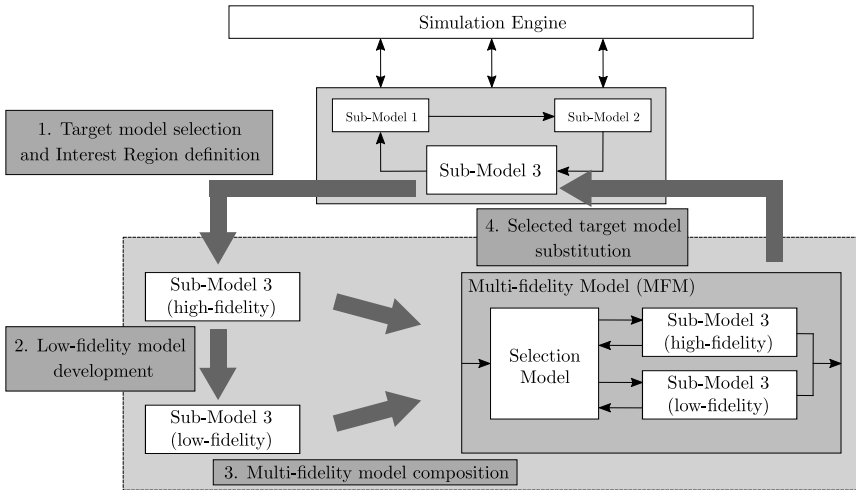 Simulation Engine
Sub-Model 1
Sub-Model 2
Sub-Model 3
1. Target model selection
and Interest Region definition
4. Selected target model
substitution
Sub-Model 3
(high-fidelity)
2. Low-fidelity model
development
Sub-Model 3
(low-fidelity)
Multi-fidelity Model (MFM)
Selection
Model
Sub-Model 3
(high-fidelity)
Sub-Model 3
(low-fidelity)
3. Multi-fidelity model composition